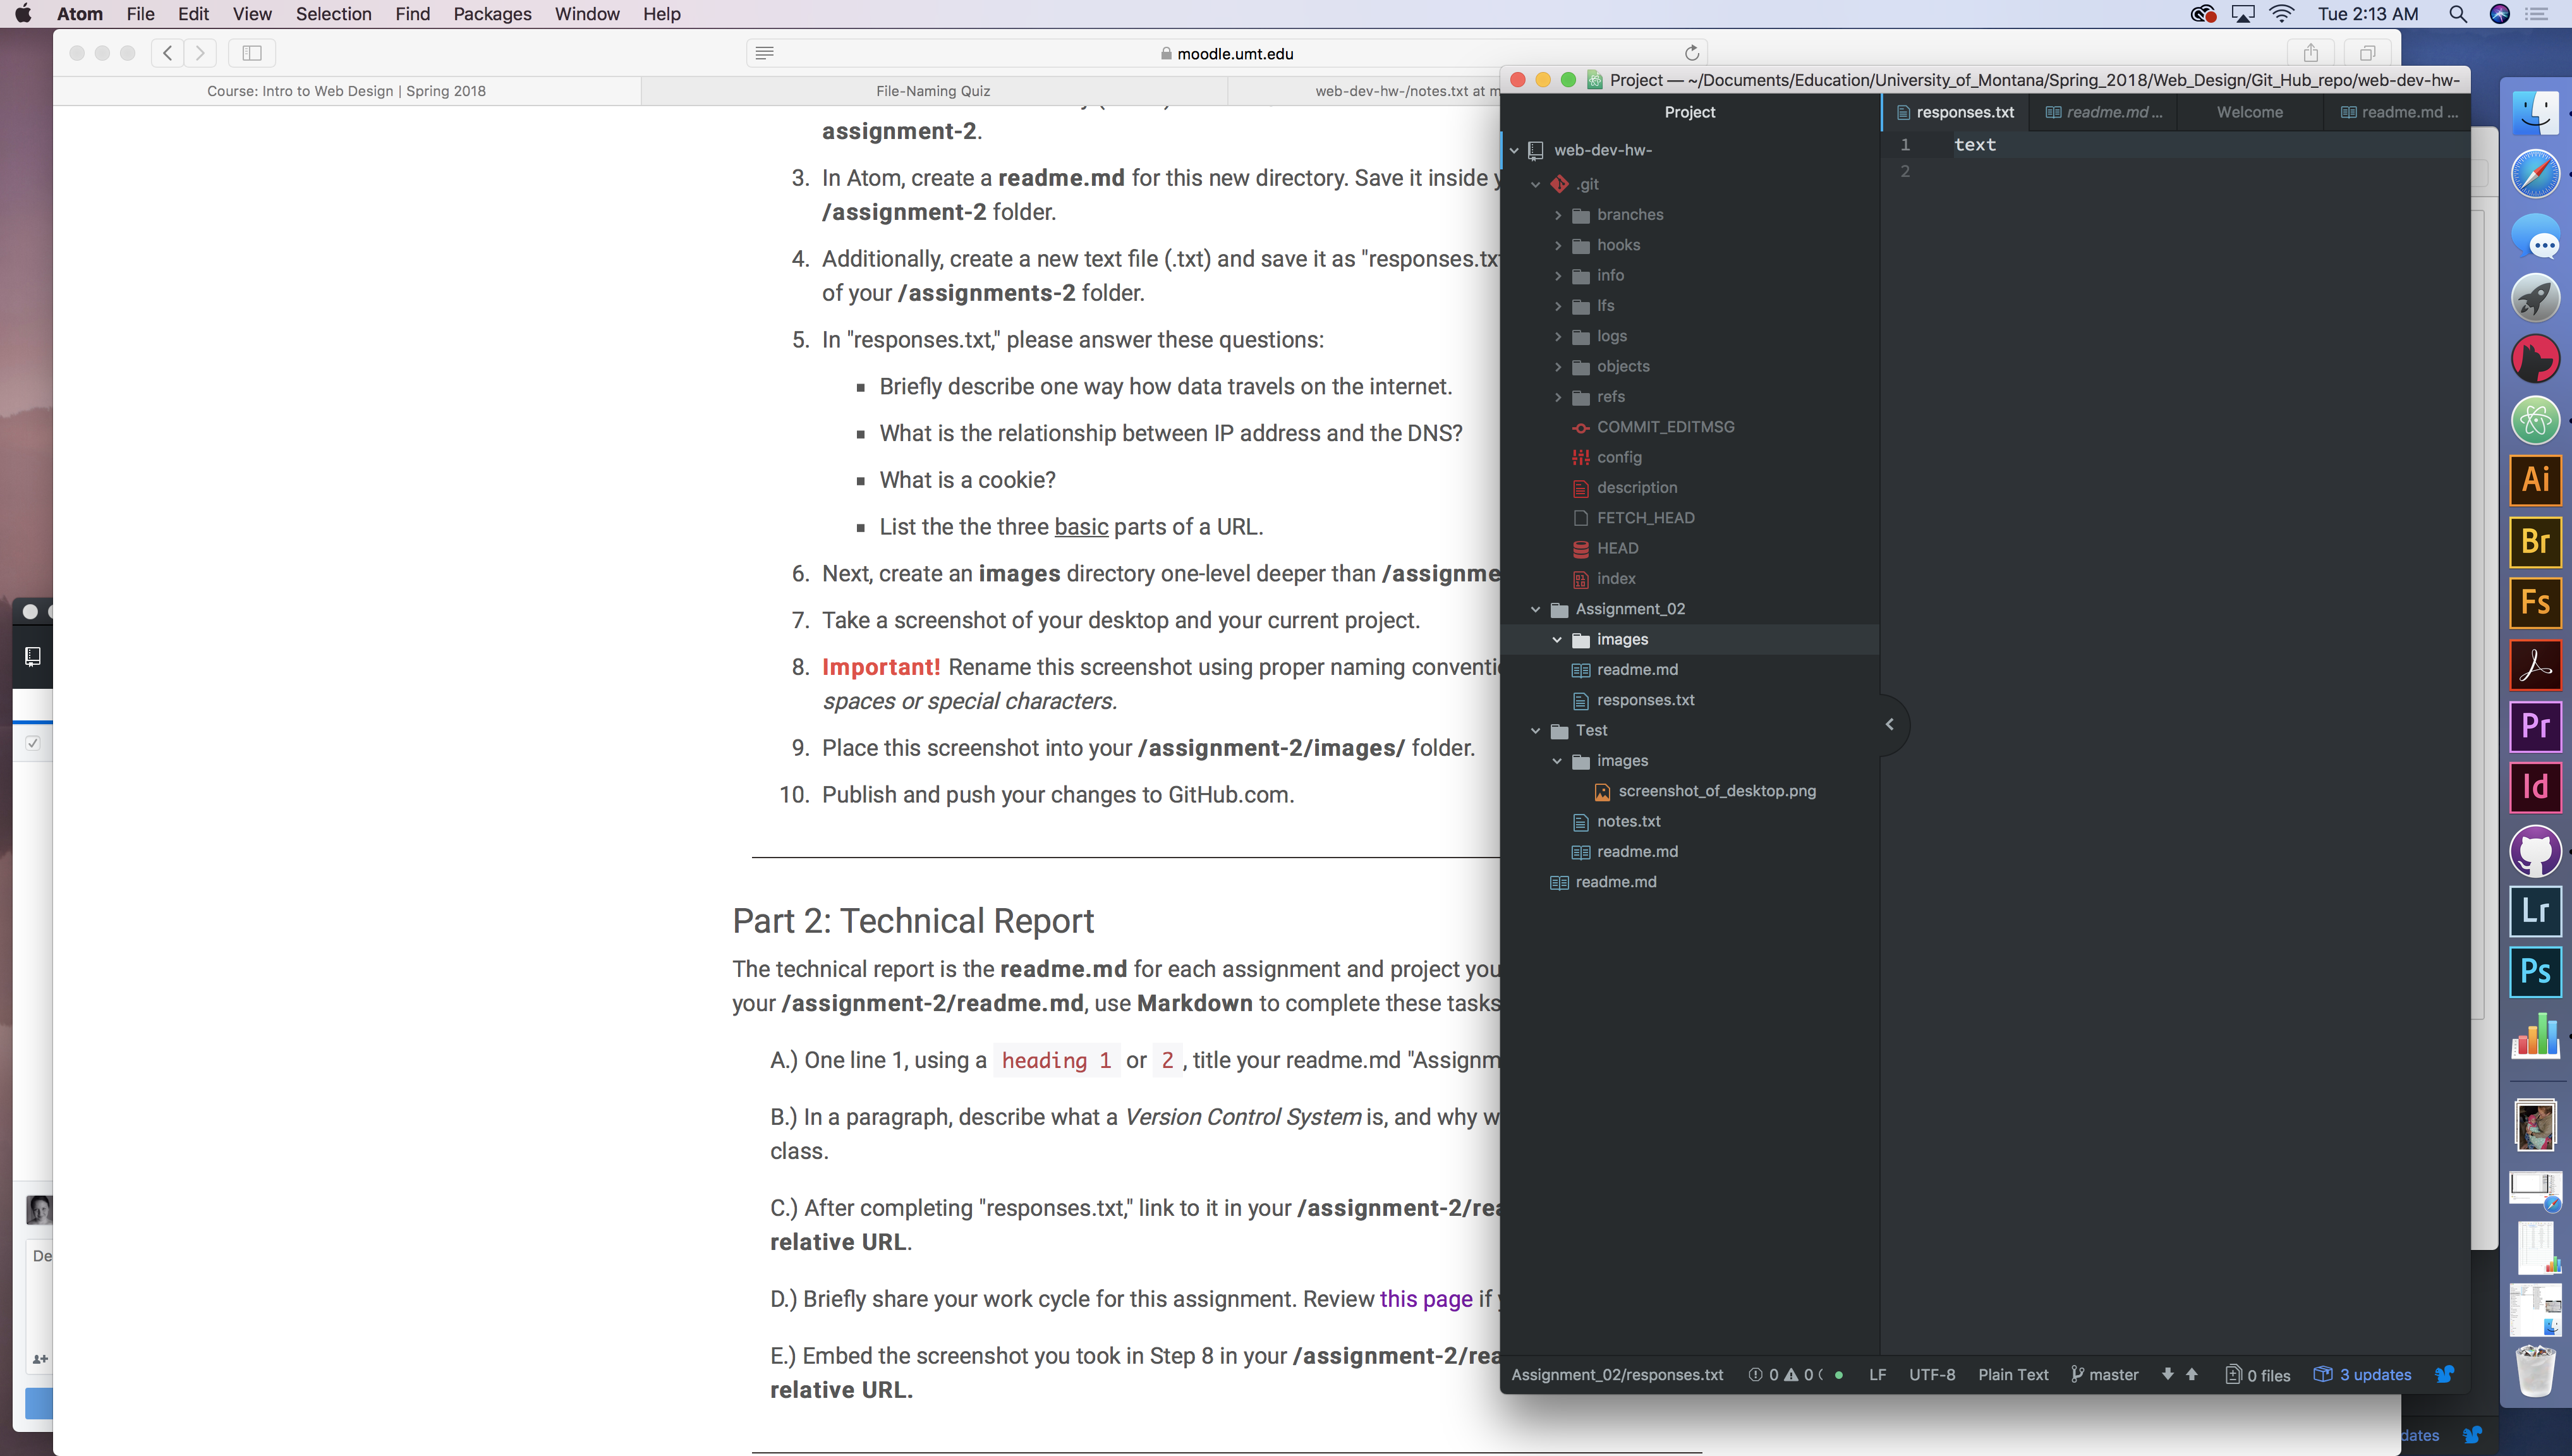 Atom File Edit View Selection Find Packages Window Help
Tue 2:13 AM
moodle.umt.edu
Course: Intro to Web Design | Spring 2018
File-Naming Quiz
web-dev-hw-/notes.txt at m
assignment-2.
3. In Atom, create a readme.md for this new directory. Save it inside
/assignment-2 folder.
4. Additionally, create a new text file (.txt) and save it as "responses.tx
of your /assignments-2 folder.
5. In "responses.txt," please answer these questions:
▪ Briefly describe one way how data travels on the internet.
▪ What is the relationship between IP address and the DNS?
▪ What is a cookie?
▪ List the the three basic parts of a URL.
6. Next, create an images directory one-level deeper than /assignme
7. Take a screenshot of your desktop and your current project.
8. Important! Rename this screenshot using proper naming conventi
spaces or special characters.
9. Place this screenshot into your /assignment-2/images/ folder.
10. Publish and push your changes to GitHub.com.
Part 2: Technical Report
The technical report is the readme.md for each assignment and project you
your /assignment-2/readme.md, use Markdown to complete these tasks
A.) One line 1, using a heading 1 or 2 , title your readme.md "Assignm
B.) In a paragraph, describe what a Version Control System is, and why w
class.
C.) After completing "responses.txt," link to it in your /assignment-2/rea
relative URL.
D.) Briefly share your work cycle for this assignment. Review this page if
E.) Embed the screenshot you took in Step 8 in your /assignment-2/rea
relative URL.
De
Project — ~/Documents/Education/University_of_Montana/Spring_2018/Web_Design/Git_Hub_repo/web-dev-hw-
Project
responses.txt
readme.md ...
Welcome
readme.md ...
web-dev-hw-
.git
branches
hooks
info
lfs
logs
objects
refs
COMMIT_EDITMSG
config
description
FETCH_HEAD
HEAD
index
Assignment_02
images
readme.md
responses.txt
Test
images
screenshot_of_desktop.png
notes.txt
readme.md
readme.md
1 text
2
Assignment_02/responses.txt 0 0 LF UTF-8 Plain Text master 0 files 3 updates
dates
Ai
Br
Fs
Pr
Id
Lr
Ps